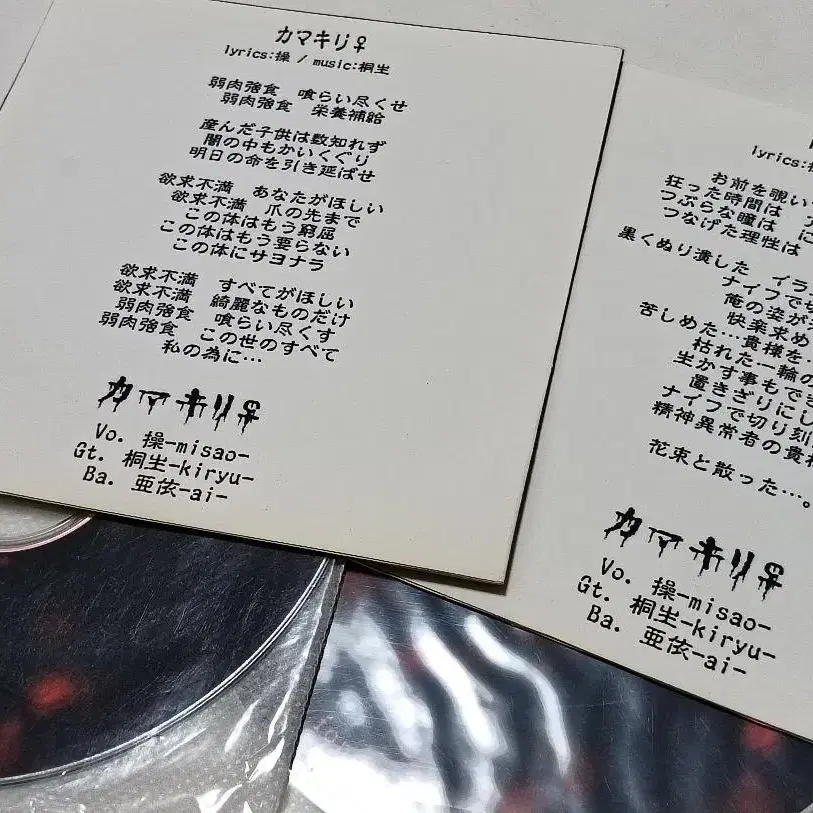 カマキリ♀
lyrics:操 / music:桐生
弱肉強食　喰らい尽くせ
弱肉強食　栄養補給
産んだ子供は数知れず
闇の中もかいくぐり
明日の命を引き延ばせ
欲求不満　あなたがほしい
欲求不満　爪の先まで
この体はもう窮屈
この体はもう要らない
この体にサヨナラ
欲求不満　すべてがほしい
欲求不満　綺麗なものだけ
弱肉強食　喰らい尽くす
弱肉強食　この世のすべて
私の為に…
カマキリ♀
Vo. 操-misao-
Gt. 桐生-kiryu-
Ba. 亜依-ai-
lyrics:
お前を覗い
狂った時間は
つぶらな瞳は　に
つなげた理性は
黒くぬり潰した　イラ
ナイフで切
俺の姿が
快楽求め
苦しめた…貴様を…
枯れた一輪の
生かす事もでき
置きざりにし
ナイフで切り刻
精神異常者の貴様
花束と散った…。
カマキリ♀
Vo. 操-misao-
Gt. 桐生-kiryu-
Ba. 亜依-ai-